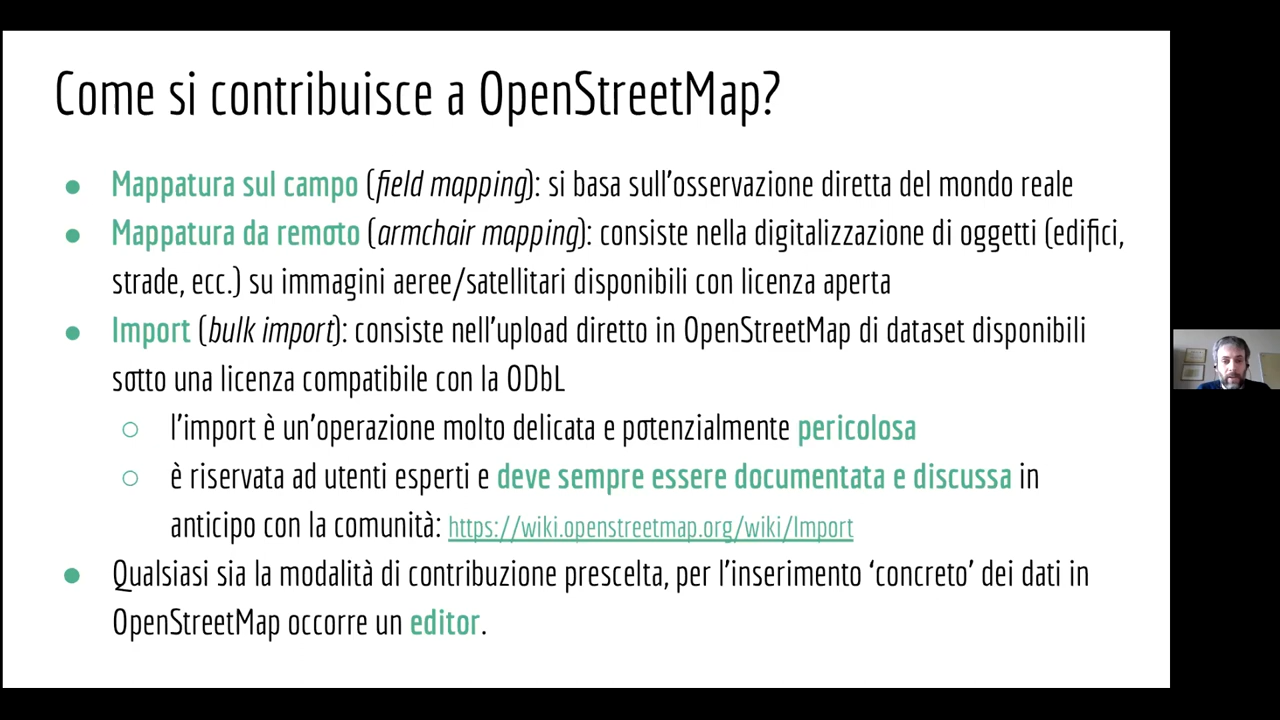 Come si contribuisce a OpenStreetMap?
● Mappatura sul campo (field mapping): si basa sull'osservazione diretta del mondo reale
● Mappatura da remoto (armchair mapping): consiste nella digitalizzazione di oggetti (edifici,
strade, ecc.) su immagini aeree/satellitari disponibili con licenza aperta
● Import (bulk import): consiste nell'upload diretto in OpenStreetMap di dataset disponibili
sotto una licenza compatibile con la ODbL
○ l'import è un'operazione molto delicata e potenzialmente pericolosa
○ è riservata ad utenti esperti e deve sempre essere documentata e discussa in
anticipo con la comunità: https://wiki.openstreetmap.org/wiki/Import
● Qualsiasi sia la modalità di contribuzione prescelta, per l'inserimento ‘concreto’ dei dati in
OpenStreetMap occorre un editor.